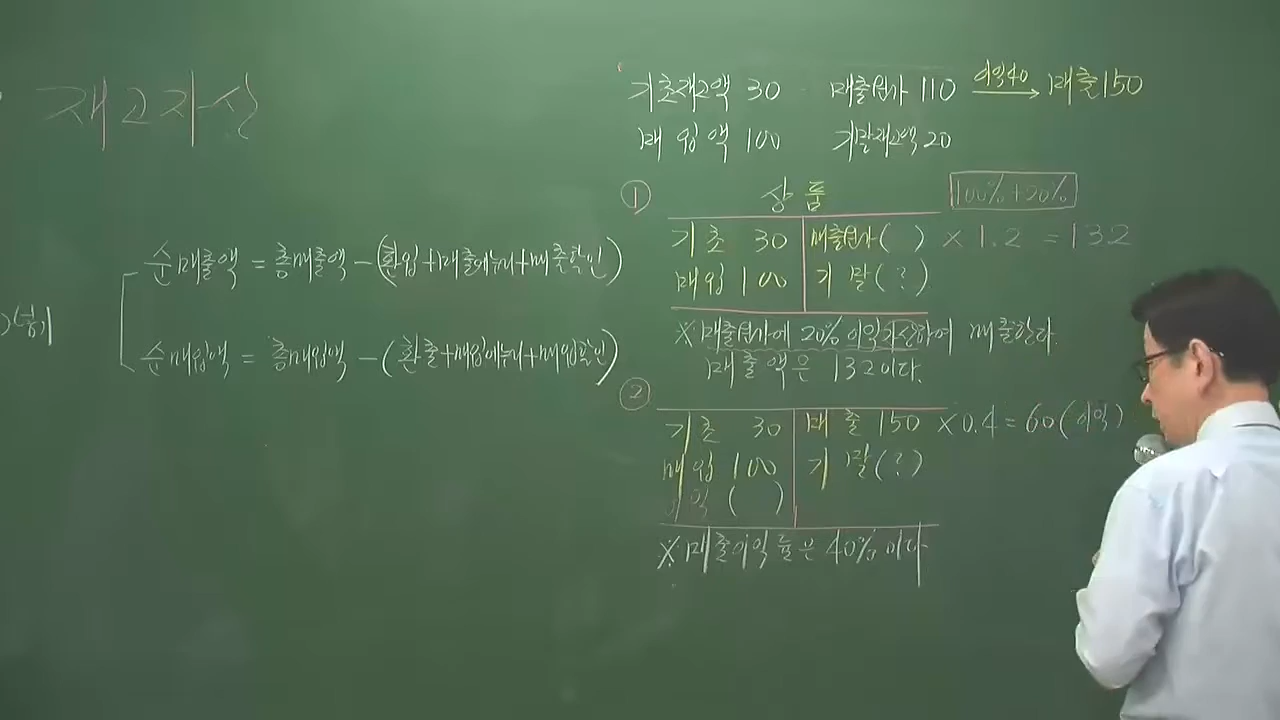 재고자산
순매출액 = 총매출액 - (환입+매출에누리+매출할인)
순매입액 = 총매입액 - (환출+매입에누리+매입할인)
기초재고액 30 매출원가 110 이익40 → 매출150
매입액 100 기말재고액 20
① 상품 100% + 20%
기초 30 매출원가( ) × 1.2 = 132
매입 100 기말(?)
※ 매출원가에 20% 이익가산하여 매출한다.
매출액은 132이다.
②
기초 30 매출 150 × 0.4 = 60(이익)
매입 100 기말(?)
이익 ( )
※ 매출이익률은 40%이다